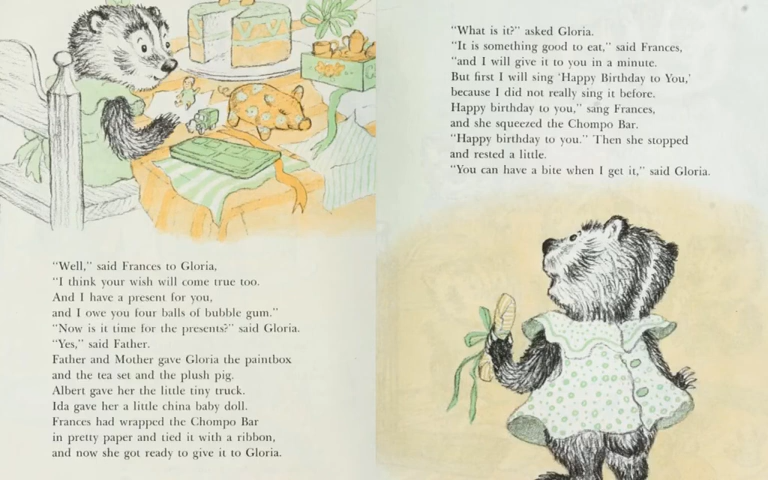 “Well,” said Frances to Gloria,
“I think your wish will come true too.
And I have a present for you,
and I owe you four balls of bubble gum.”
“Now is it time for the presents?” said Gloria.
“Yes,” said Father.
Father and Mother gave Gloria the paintbox
and the tea set and the plush pig.
Albert gave her the little tiny truck.
Ida gave her a little china baby doll.
Frances had wrapped the Chompo Bar
in pretty paper and tied it with a ribbon,
and now she got ready to give it to Gloria.
“What is it?” asked Gloria.
“It is something good to eat,” said Frances,
“and I will give it to you in a minute.
But first I will sing ‘Happy Birthday to You,’
because I did not really sing it before.
Happy birthday to you,” sang Frances,
and she squeezed the Chompo Bar.
“Happy birthday to you.” Then she stopped
and rested a little.
“You can have a bite when I get it,” said Gloria.